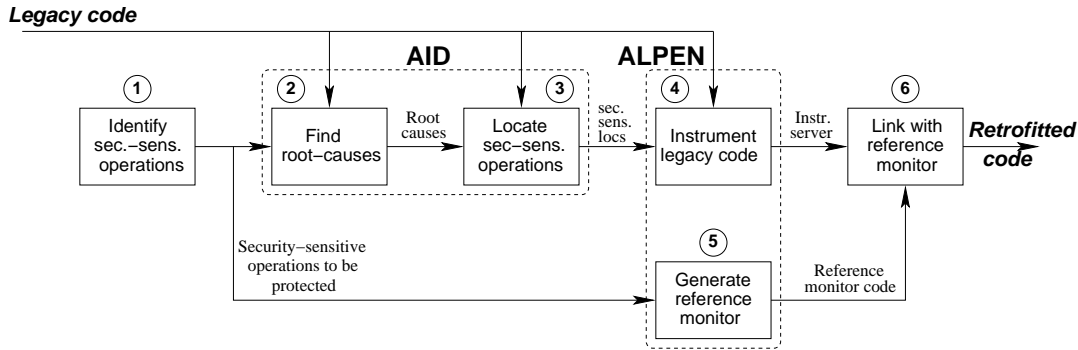 Legacy code
AID
ALPEN
1
2
3
4
6
Identify
sec.−sens.
operations
Find
root−causes
Root
causes
Locate
sec−sens.
operations
sec.
sens.
locs
Instrument
legacy code
Instr.
server
Link with
reference
monitor
Retrofitted
code
Security−sensitive
operations to be
protected
5
Generate
reference
monitor
Reference
monitor code